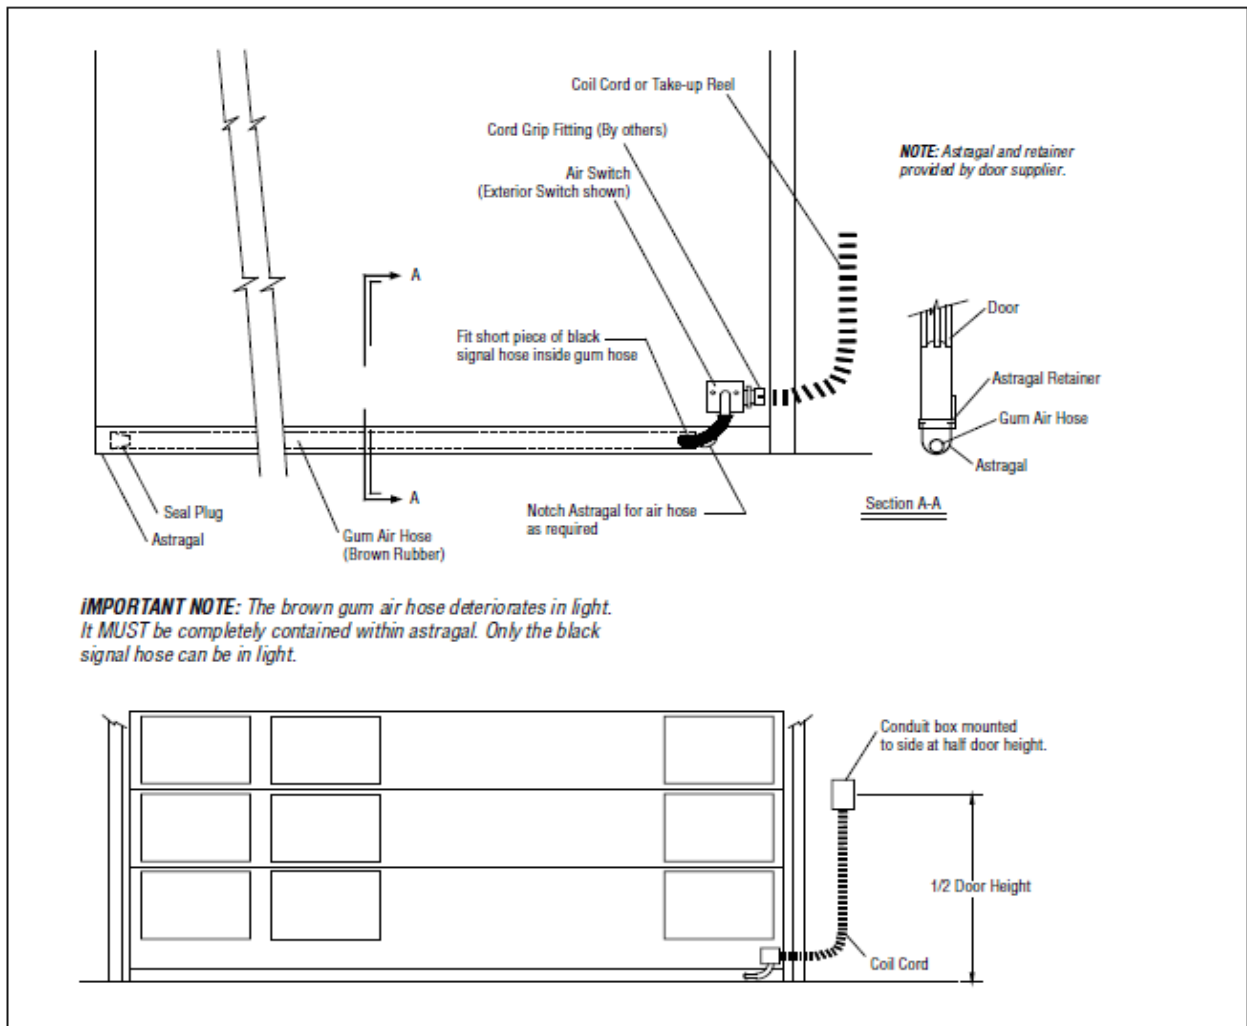 Coil Cord or Take-up Reel
Cord Grip Fitting (By others)
Air Switch
(Exterior Switch shown)
NOTE: Astragal and retainer
provided by door supplier.
A
Door
Fit short piece of black
signal hose inside gum hose
Astragal Retainer
Gum Air Hose
Astragal
A
Seal Plug
Astragal
Gum Air Hose
(Brown Rubber)
Notch Astragal for air hose
as required
Section A-A
iMPORTANT NOTE: The brown gum air hose deteriorates in light.
It MUST be completely contained within astragal. Only the black
signal hose can be in light.
Conduit box mounted
to side at half door height.
1/2 Door Height
Coil Cord